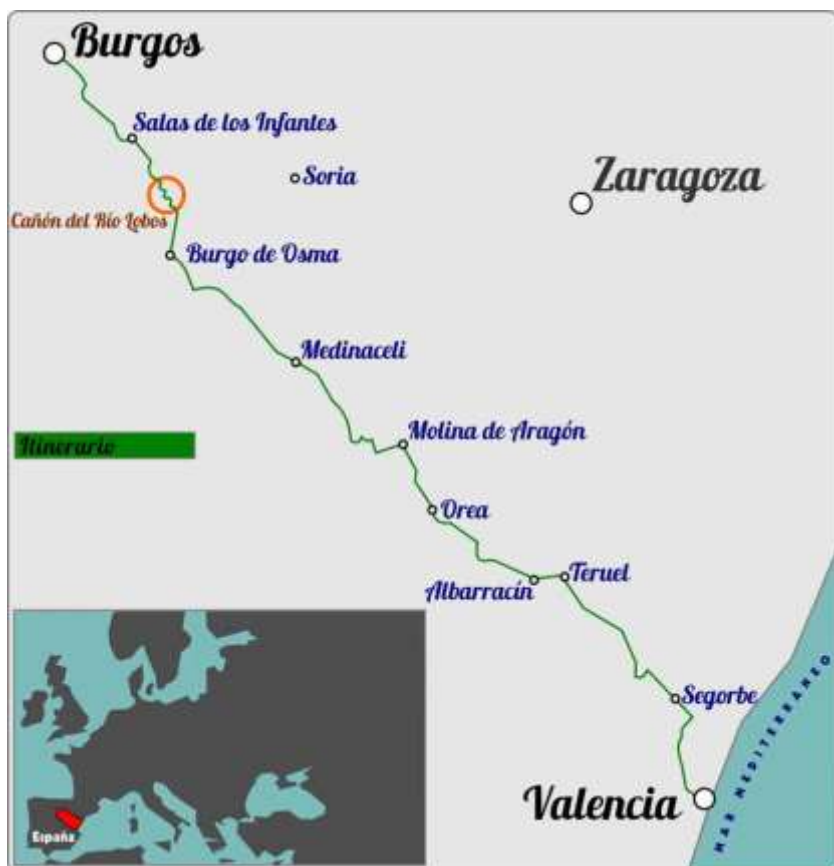 Burgos
Salas de los Infantes
Soria
Zaragoza
Cañón del Río Lobos
Burgo de Osma
Medinaceli
Itinerario
Molina de Aragón
Orea
Teruel
Albarracín
Segorbe
MAR MEDITERRANEO
Valencia
España